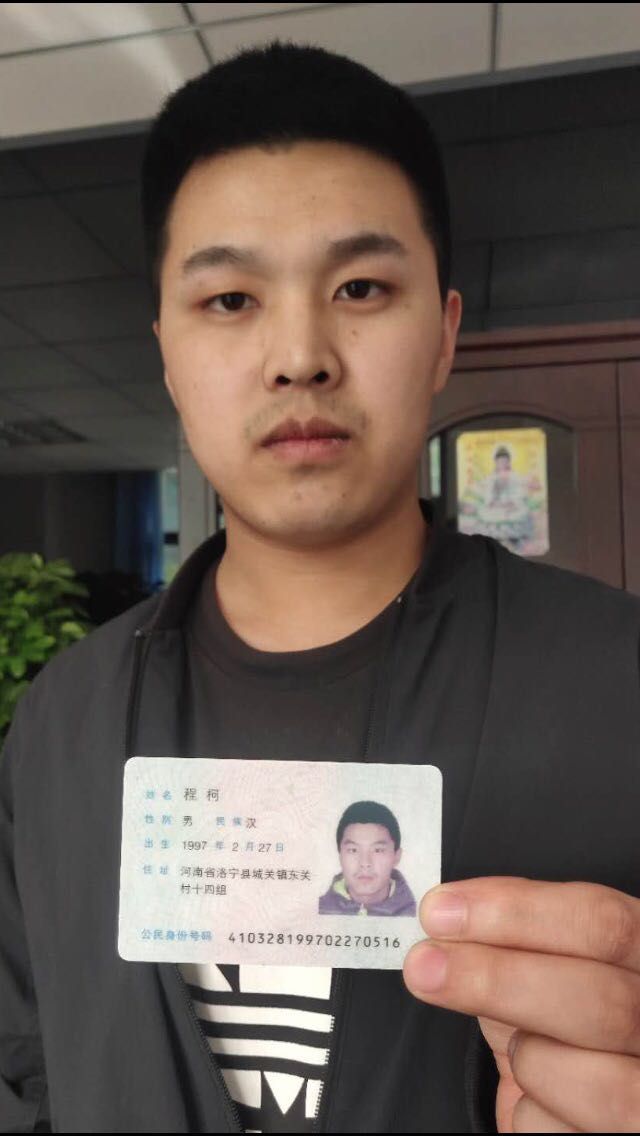 姓名 程柯
性别 男 民族 汉
出生 1997 年 2 月 27 日
住址 河南省洛宁县城关镇东关
村十四组
公民身份号码 410328199702270516